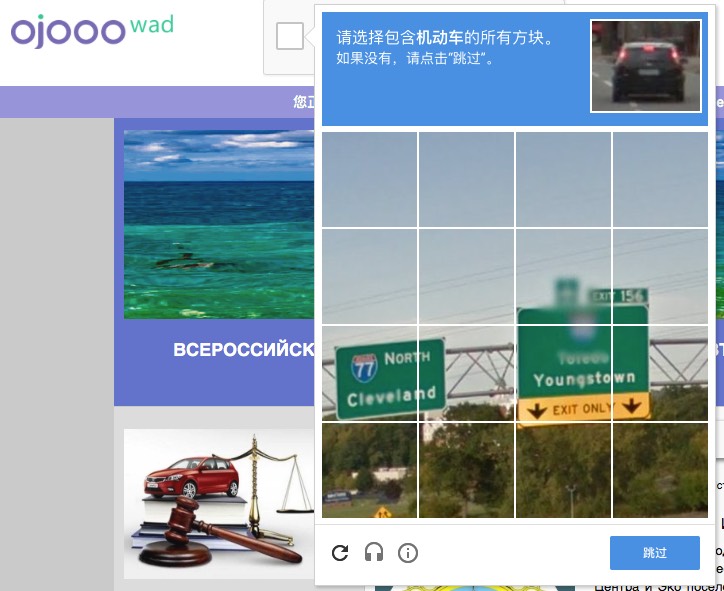 ojooo wad
请选择包含机动车的所有方块。
如果没有，请点击“跳过”。
您正
EXIT 156
77 NORTH
Cleveland
Toledo
Youngstown
EXIT ONLY
ВСЕРОССИЙСК
跳过
Центра и Эко посел